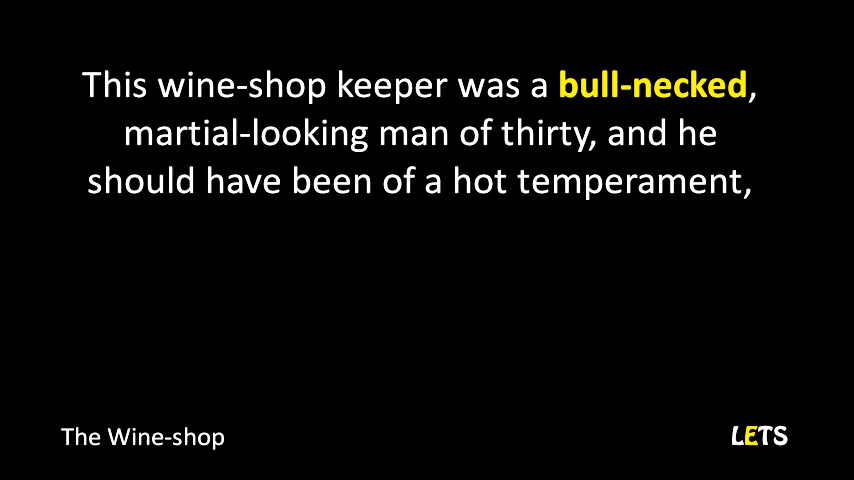 This wine-shop keeper was a bull-necked,
martial-looking man of thirty, and he
should have been of a hot temperament,
The Wine-shop
LETS